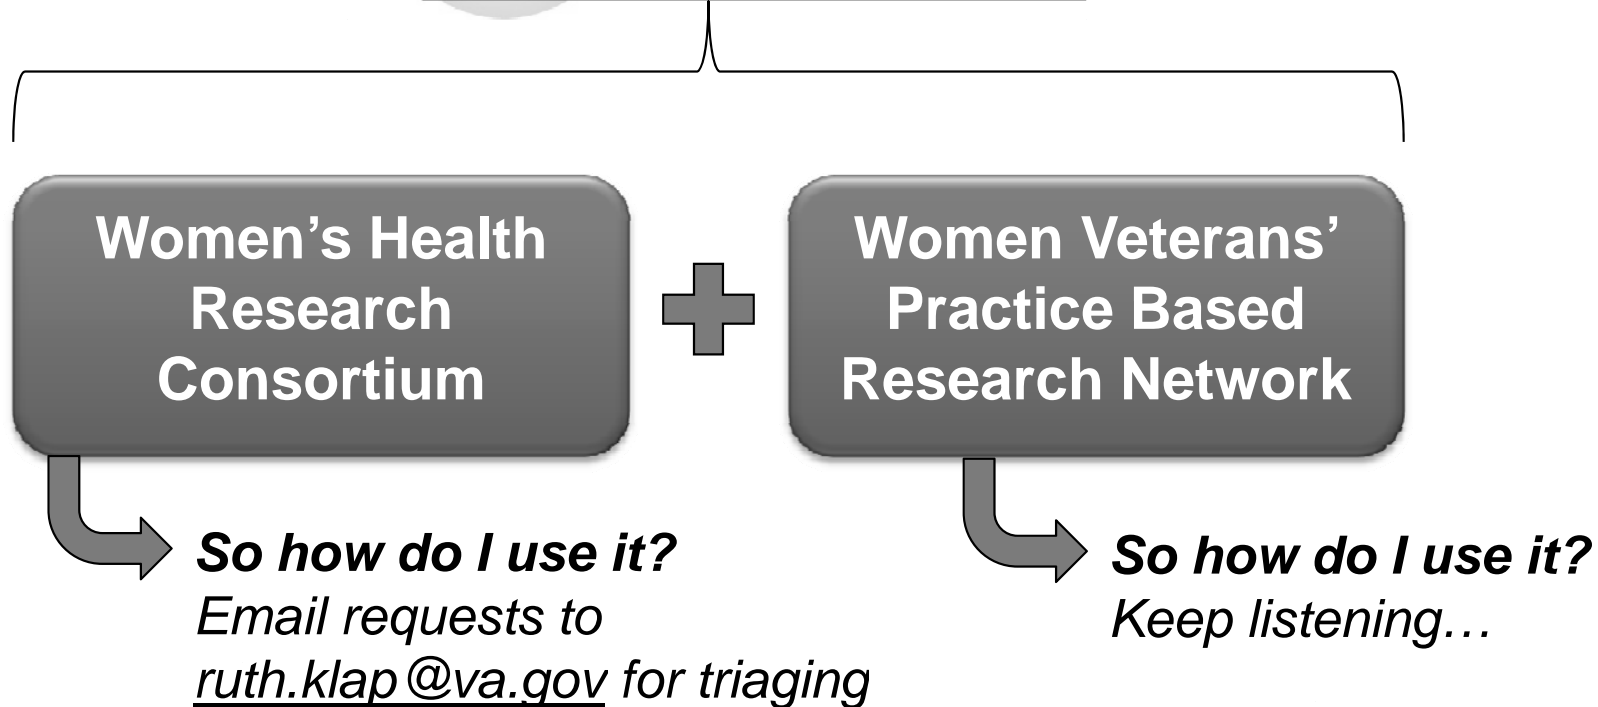 Women’s Health
Research
Consortium
Women Veterans’
Practice Based
Research Network
So how do I use it?
Email requests to
ruth.klap@va.gov for triaging
So how do I use it?
Keep listening…